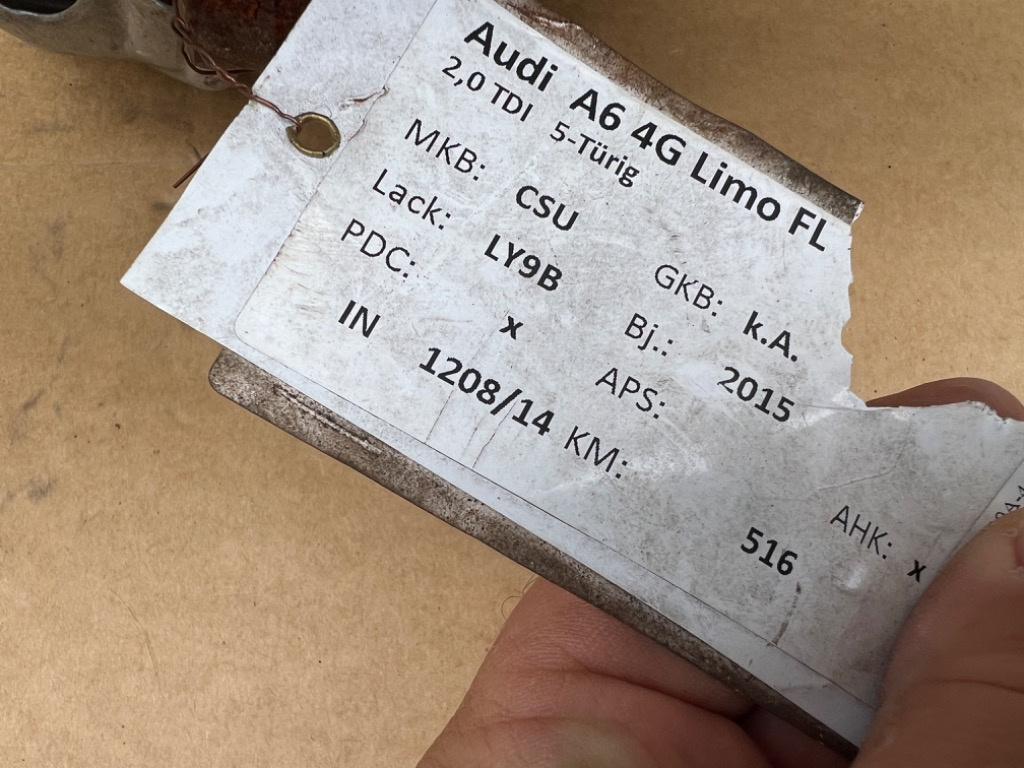 Audi A6 4G Limo FL
2,0 TDI 5-Türig
MKB: CSU GKB: k.A.
Lack: LY9B Bj.: 2015
PDC: x APS: AHK: x
IN 1208/14 KM: 516